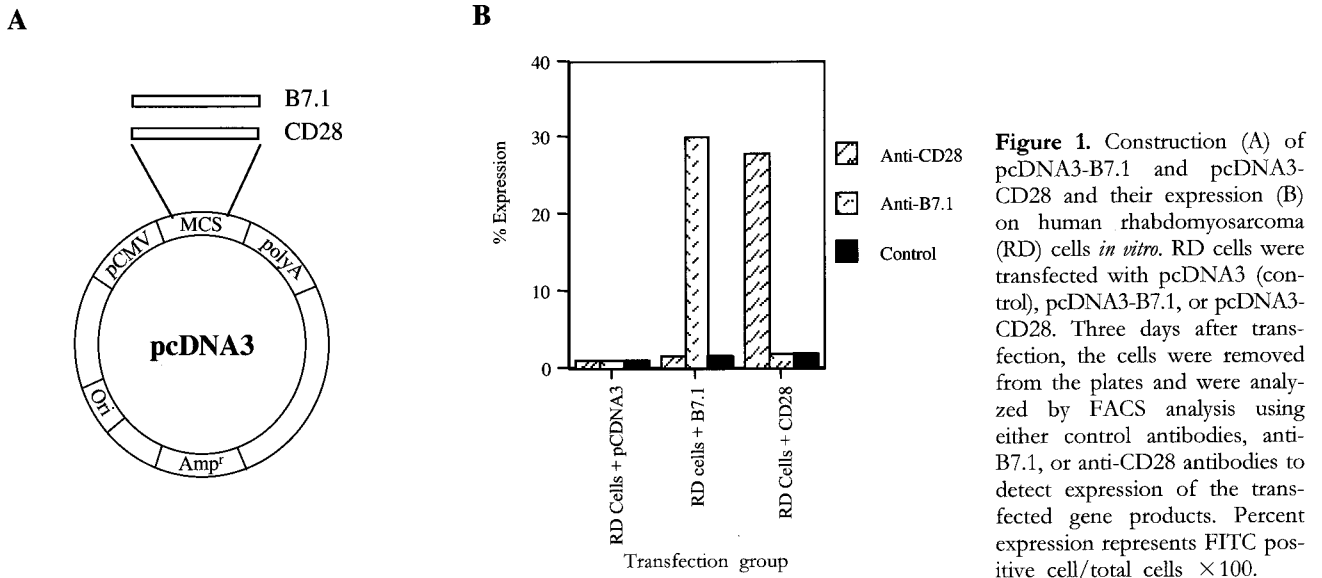 A
B7.1
CD28
MCS
pCMV
polyA
pcDNA3
Ori
Ampʳ
B
40
30
20
10
0
% Expression
RD Cells + pCDNA3
RD cells + B7.1
RD Cells + CD28
Transfection group
Anti-CD28
Anti-B7.1
Control
Figure 1. Construction (A) of
pcDNA3-B7.1 and pcDNA3-
CD28 and their expression (B)
on human rhabdomyosarcoma
(RD) cells in vitro. RD cells were
transfected with pcDNA3 (con-
trol), pcDNA3-B7.1, or pcDNA3-
CD28. Three days after trans-
fection, the cells were removed
from the plates and were analy-
zed by FACS analysis using
either control antibodies, anti-
B7.1, or anti-CD28 antibodies to
detect expression of the trans-
fected gene products. Percent
expression represents FITC pos-
itive cell/total cells ×100.